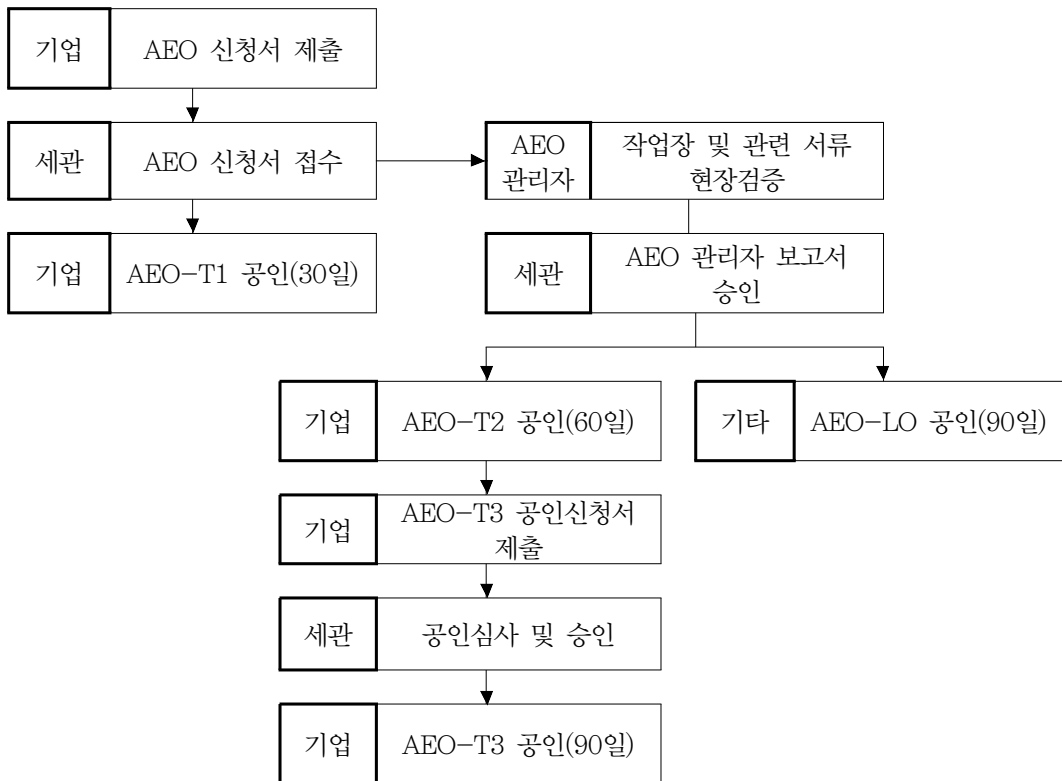 기업
AEO 신청서 제출
세관
AEO 신청서 접수
AEO
관리자
작업장 및 관련 서류
현장검증
기업
AEO-T1 공인(30일)
세관
AEO 관리자 보고서
승인
기업
AEO-T2 공인(60일)
기타
AEO-LO 공인(90일)
기업
AEO-T3 공인신청서
제출
세관
공인심사 및 승인
기업
AEO-T3 공인(90일)